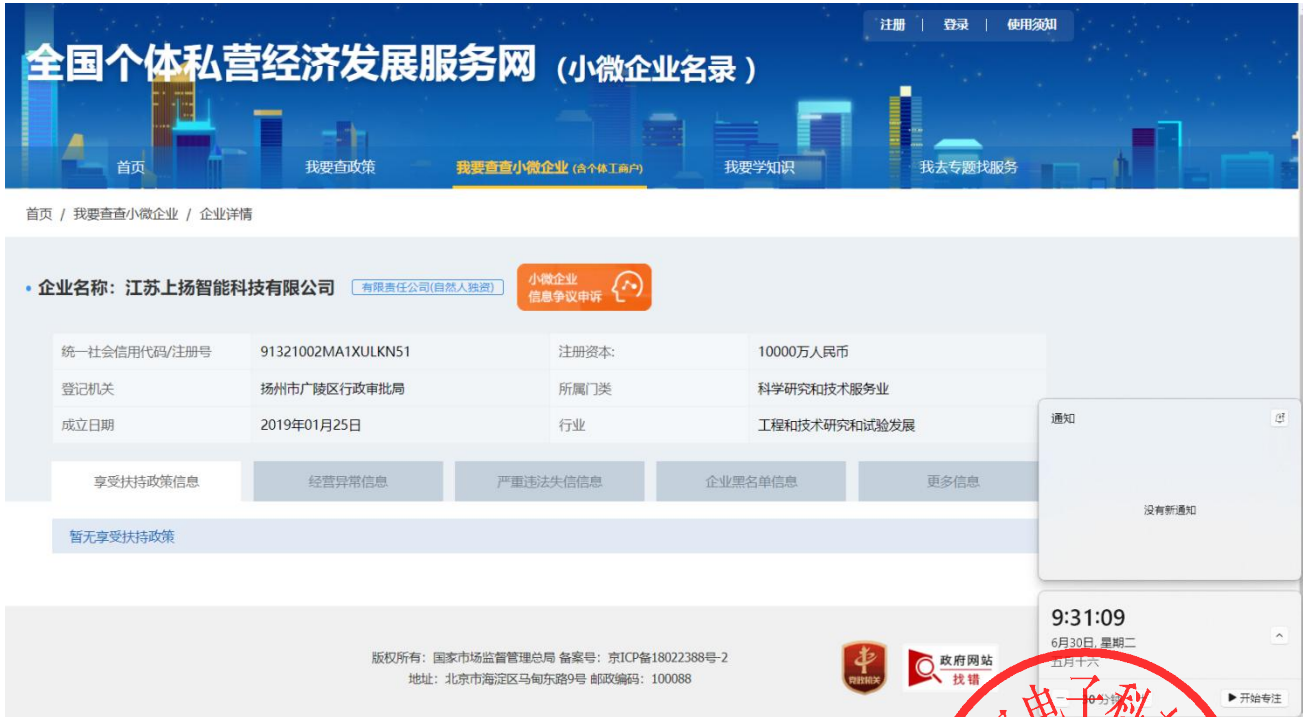 注册 | 登录 | 使用须知
全国个体私营经济发展服务网 (小微企业名录)
首页 我要查政策 我要查查小微企业 (含个体工商户) 我要学知识 我去专题找服务
首页 / 我要查查小微企业 / 企业详情
• 企业名称：江苏上扬智能科技有限公司 有限责任公司(自然人独资) 小微企业
信息争议申诉
统一社会信用代码/注册号 91321002MA1XULKN51 注册资本: 10000万人民币
登记机关 扬州市广陵区行政审批局 所属门类 科学研究和技术服务业
成立日期 2019年01月25日 行业 工程和技术研究和试验发展
享受扶持政策信息 经营异常信息 严重违法失信信息 企业黑名单信息 更多信息
暂无享受扶持政策
通知
没有新通知
9:31:09
6月30日, 星期二
五月十六
▶ 开始专注
版权所有：国家市场监督管理总局 备案号：京ICP备18022388号-2
地址：北京市海淀区马甸东路9号 邮政编码：100088
党政机关
政府网站
找错
电子